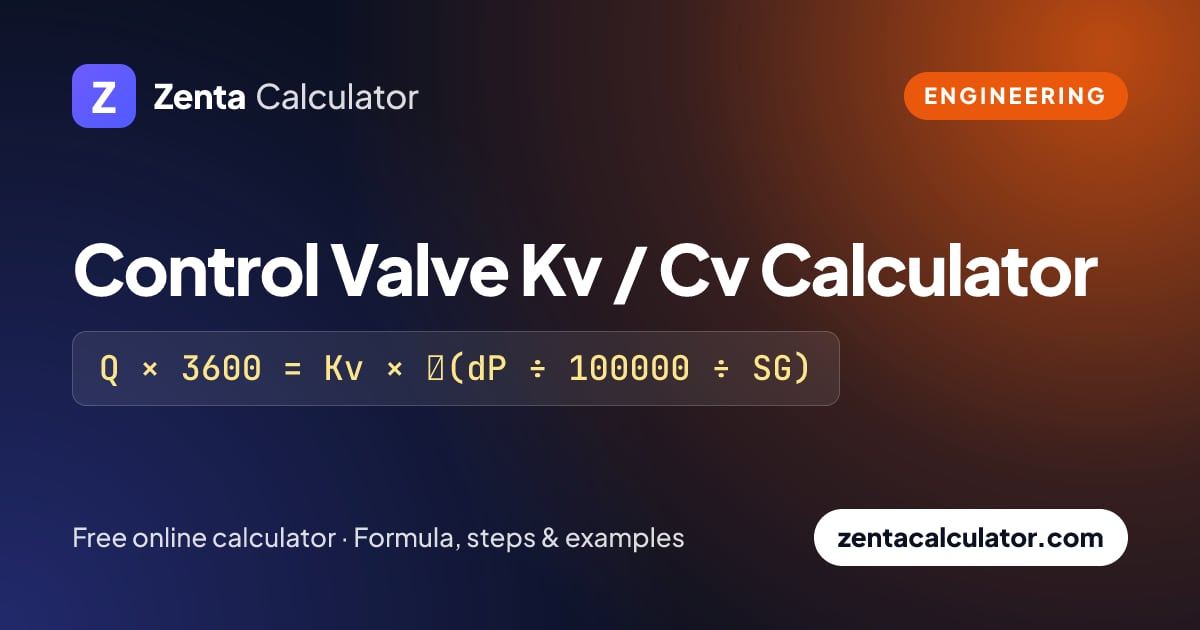 Z Zenta Calculator
ENGINEERING
Control Valve Kv / Cv Calculator
Q × 3600 = Kv × 〿(dP ÷ 100000 ÷ SG)
Free online calculator · Formula, steps & examples
zentacalculator.com